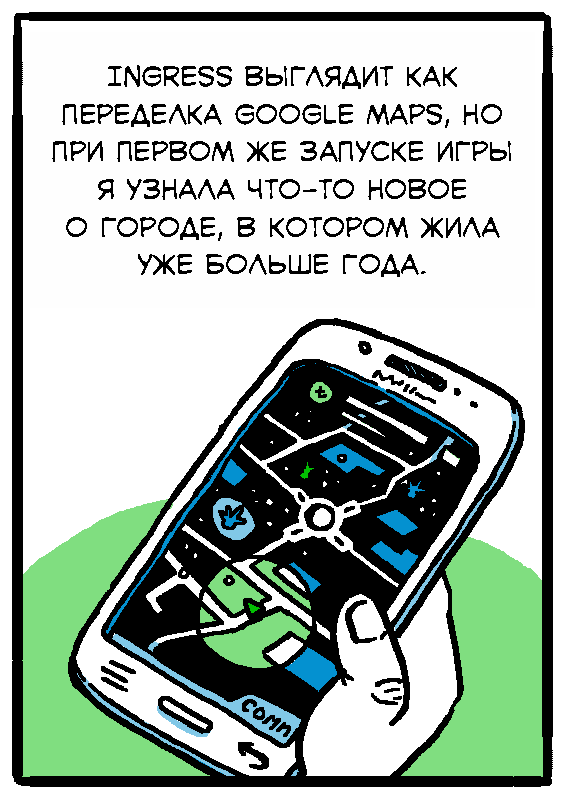 INGRESS ВЫГЛЯДИТ КАК
ПЕРЕДЕЛКА GOOGLE MAPS, НО
ПРИ ПЕРВОМ ЖЕ ЗАПУСКЕ ИГРЫ
Я УЗНАЛА ЧТО-ТО НОВОЕ
О ГОРОДЕ, В КОТОРОМ ЖИЛА
УЖЕ БОЛЬШЕ ГОДА.
COMM